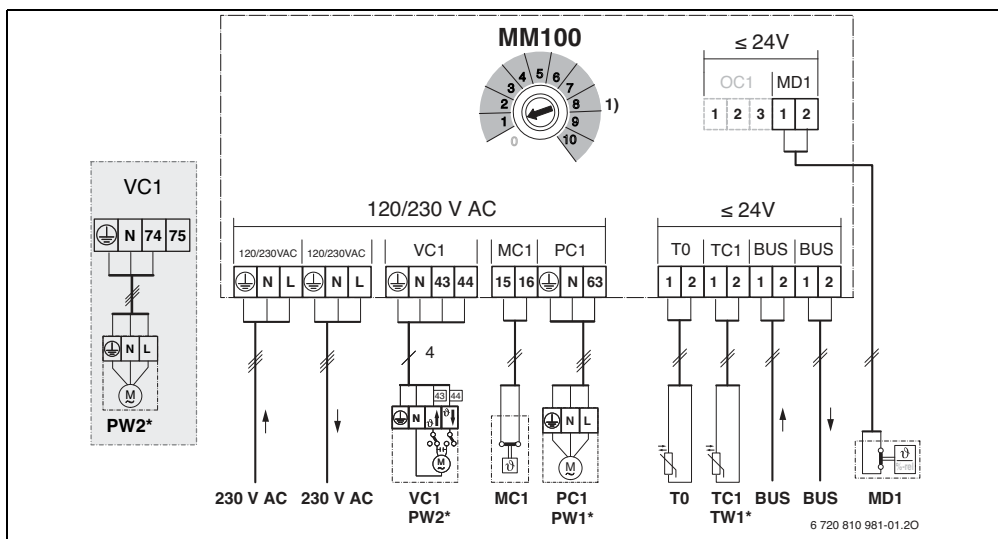 MM100
0 1 2 3 4 5 6 7 8 9 10
1)
≤ 24V
OC1 MD1
1 2 3 1 2
VC1
N 74 75
N L
M
~
PW2*
120/230 V AC
≤ 24V
120/230VAC 120/230VAC VC1 MC1 PC1 T0 TC1 BUS BUS
N L N L N 43 44 15 16 N 63 1 2 1 2 1 2 1 2
4
43 44
N ϑ ϑ
N L
M
~
ϑ
M
~
ϑ
%-rel
230 V AC 230 V AC VC1 MC1 PC1 T0 TC1 BUS BUS MD1
PW2* PW1* TW1*
6 720 810 981-01.2O